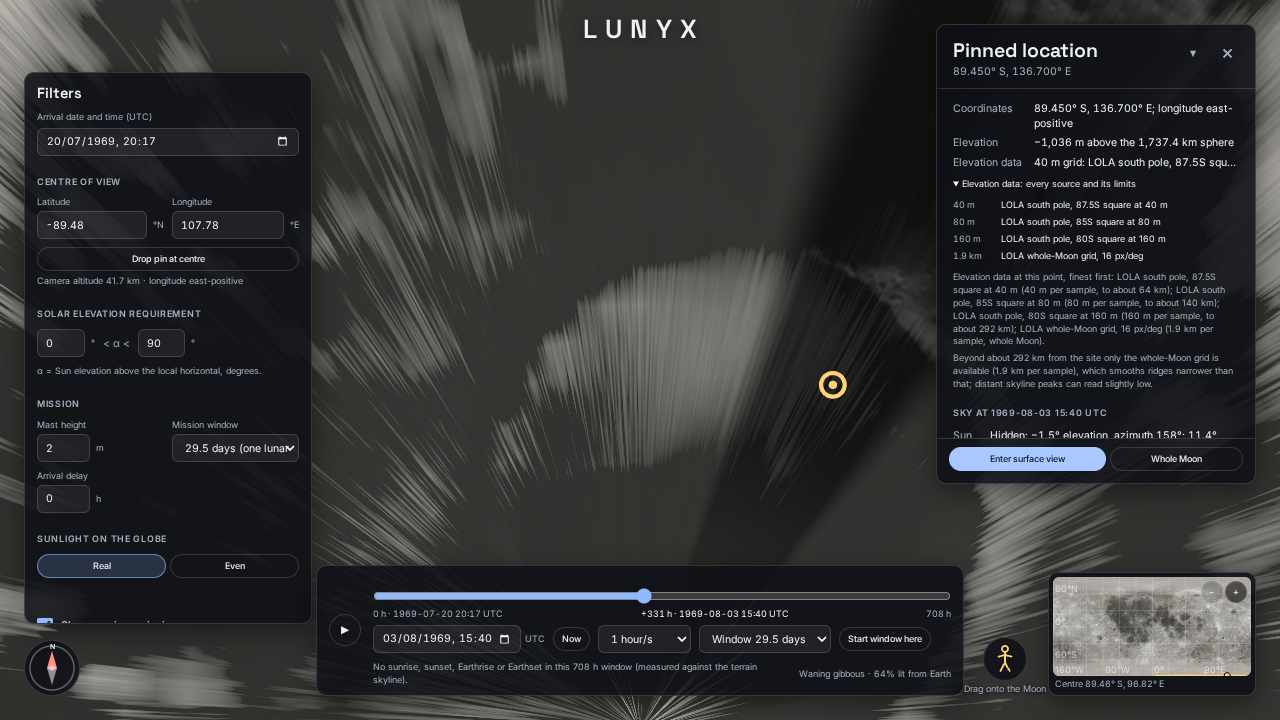 LUNYX
Filters
Arrival date and time (UTC)
20/07/1969, 20:17
CENTRE OF VIEW
Latitude
Longitude
-89.48
°N
107.78
°E
Drop pin at centre
Camera altitude 41.7 km · longitude east-positive
SOLAR ELEVATION REQUIREMENT
0 ° < α < 90 °
α = Sun elevation above the local horizontal, degrees.
MISSION
Mast height
Mission window
2 m
29.5 days (one lunar
Arrival delay
0 h
SUNLIGHT ON THE GLOBE
Real
Even
N
Pinned location
▼ ✕
89.450° S, 136.700° E
Coordinates 89.450° S, 136.700° E; longitude east-
positive
Elevation −1,036 m above the 1,737.4 km sphere
Elevation data 40 m grid: LOLA south pole, 87.5S squ...
▼ Elevation data: every source and its limits
40 m LOLA south pole, 87.5S square at 40 m
80 m LOLA south pole, 85S square at 80 m
160 m LOLA south pole, 80S square at 160 m
1.9 km LOLA whole-Moon grid, 16 px/deg
Elevation data at this point, finest first: LOLA south pole, 87.5S
square at 40 m (40 m per sample, to about 64 km); LOLA south
pole, 85S square at 80 m (80 m per sample, to about 140 km);
LOLA south pole, 80S square at 160 m (160 m per sample, to
about 292 km); LOLA whole-Moon grid, 16 px/deg (1.9 km per
sample, whole Moon).
Beyond about 292 km from the site only the whole-Moon grid is
available (1.9 km per sample), which smooths ridges narrower than
that; distant skyline peaks can read slightly low.
SKY AT 1969-08-03 15:40 UTC
Sun Hidden: −1.5° elevation, azimuth 158°; 11.4°
Enter surface view
Whole Moon
0 h · 1969-07-20 20:17 UTC
+331 h · 1969-08-03 15:40 UTC
708 h
▶
03/08/1969, 15:40
UTC
Now
1 hour/s
Window 29.5 days
Start window here
No sunrise, sunset, Earthrise or Earthset in this 708 h window (measured against the terrain
skyline).
Waning gibbous · 64% lit from Earth
Drag onto the Moon
60°N
− +
0°
60°S
180°W 90°W 0° 90°E
Centre 89.46° S, 96.82° E